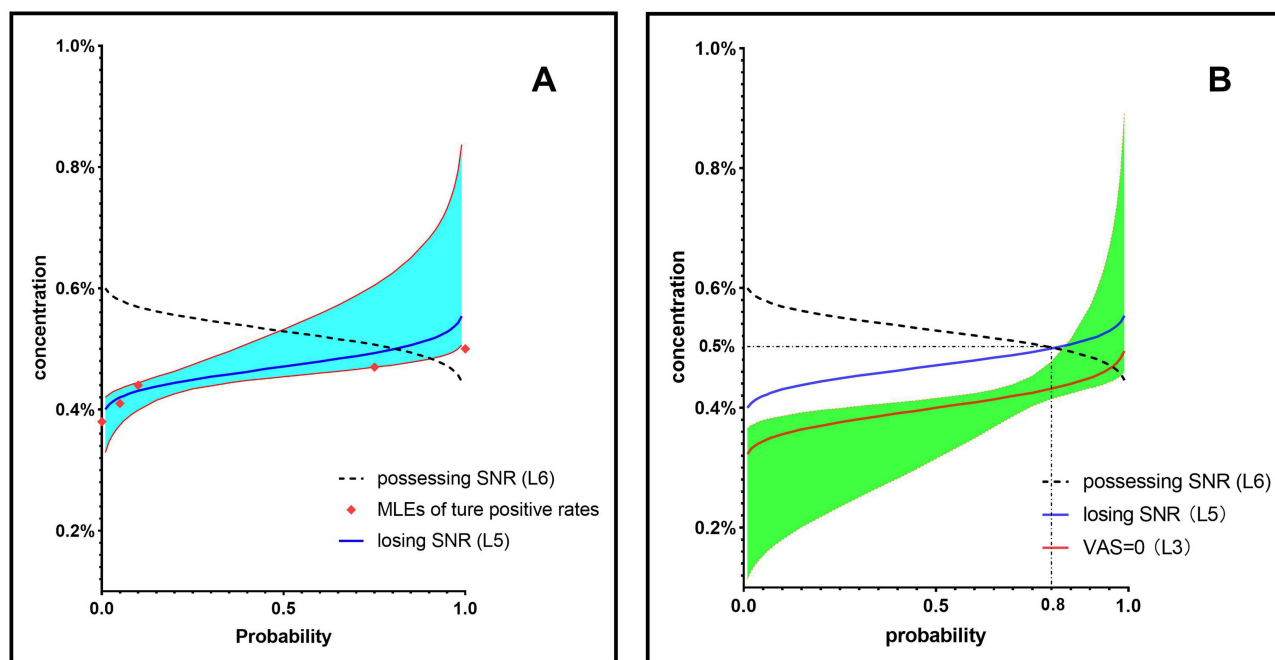 A
1.0%
0.8%
0.6%
0.4%
0.2%
concentration
possessing SNR (L6)
MLEs of ture positive rates
losing SNR (L5)
0.0
0.5
1.0
Probability
B
1.0%
0.8%
0.6%
0.5%
0.4%
0.2%
concentration
possessing SNR (L6)
losing SNR（L5）
VAS=0（L3）
0.0
0.5
0.8
1.0
probability